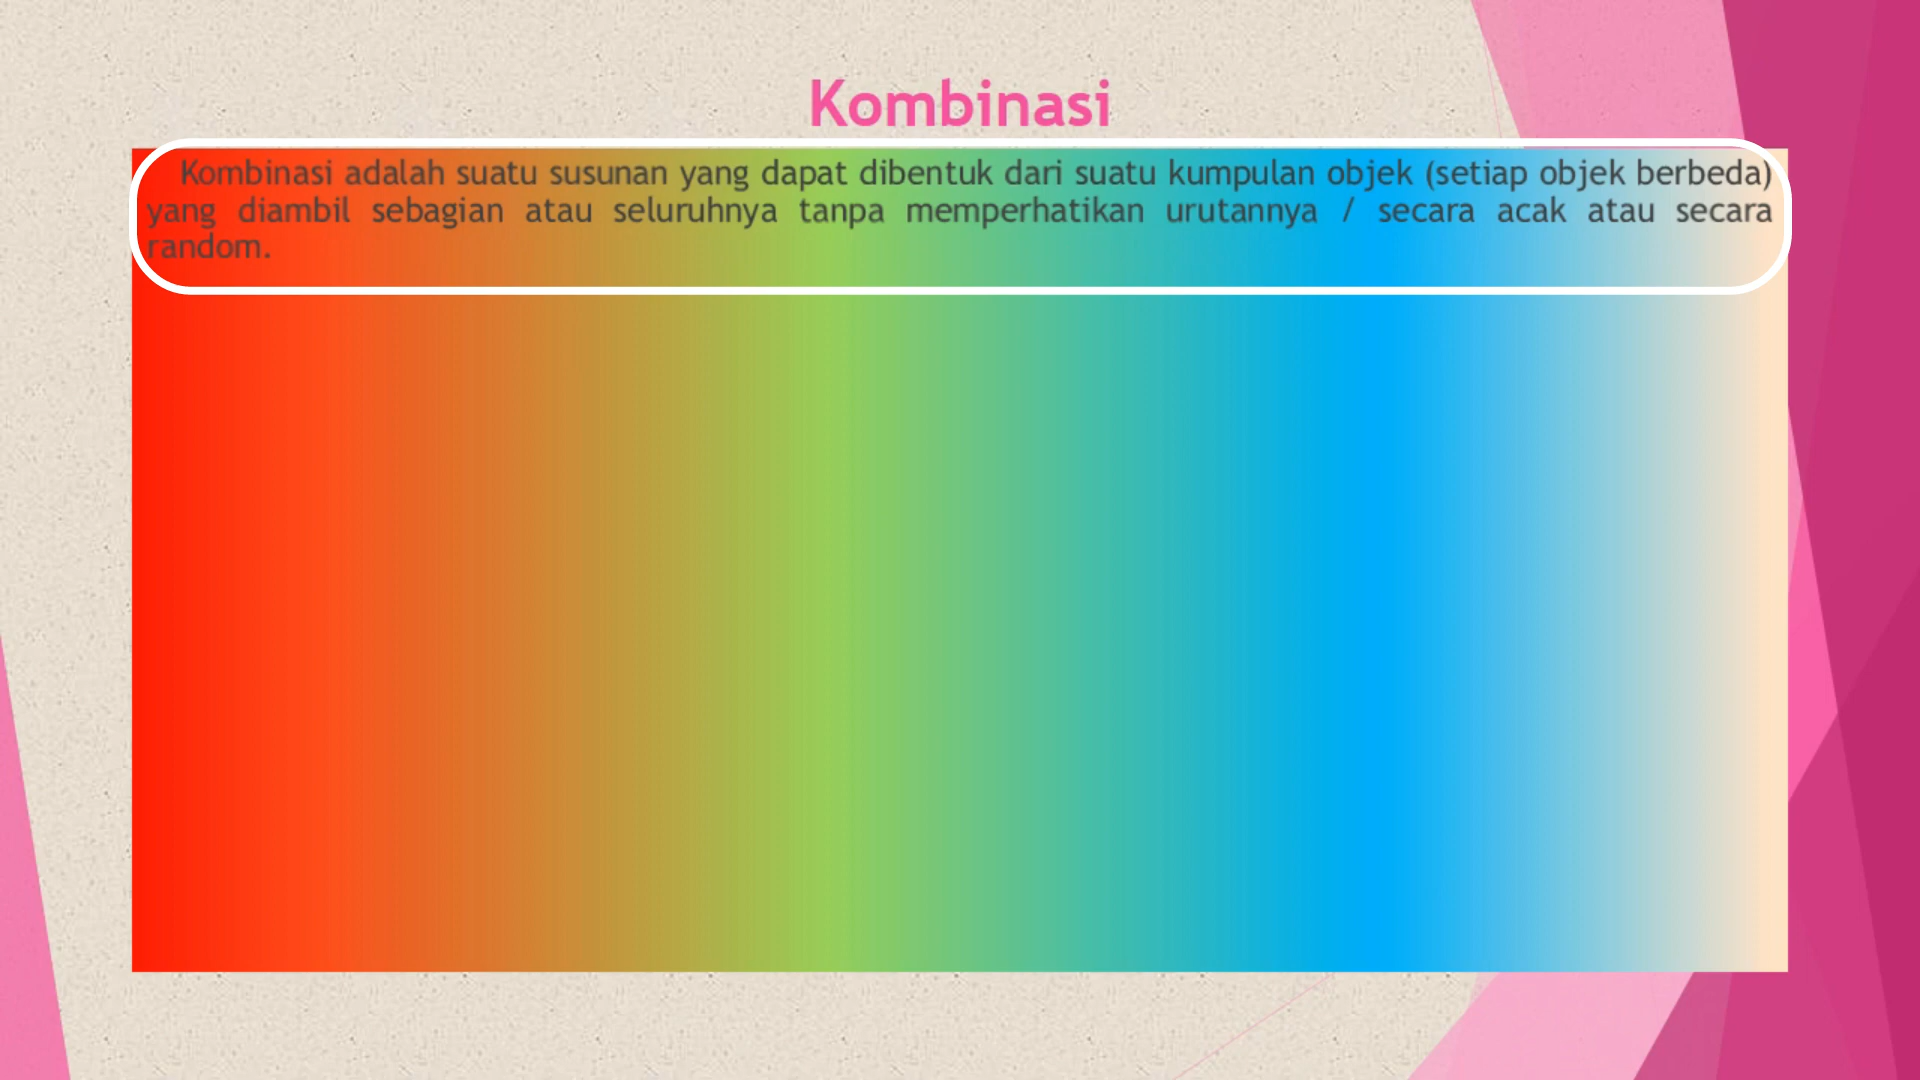 Kombinasi
Kombinasi adalah suatu susunan yang dapat dibentuk dari suatu kumpulan objek (setiap objek berbeda)
yang diambil sebagian atau seluruhnya tanpa memperhatikan urutannya / secara acak atau secara
random.